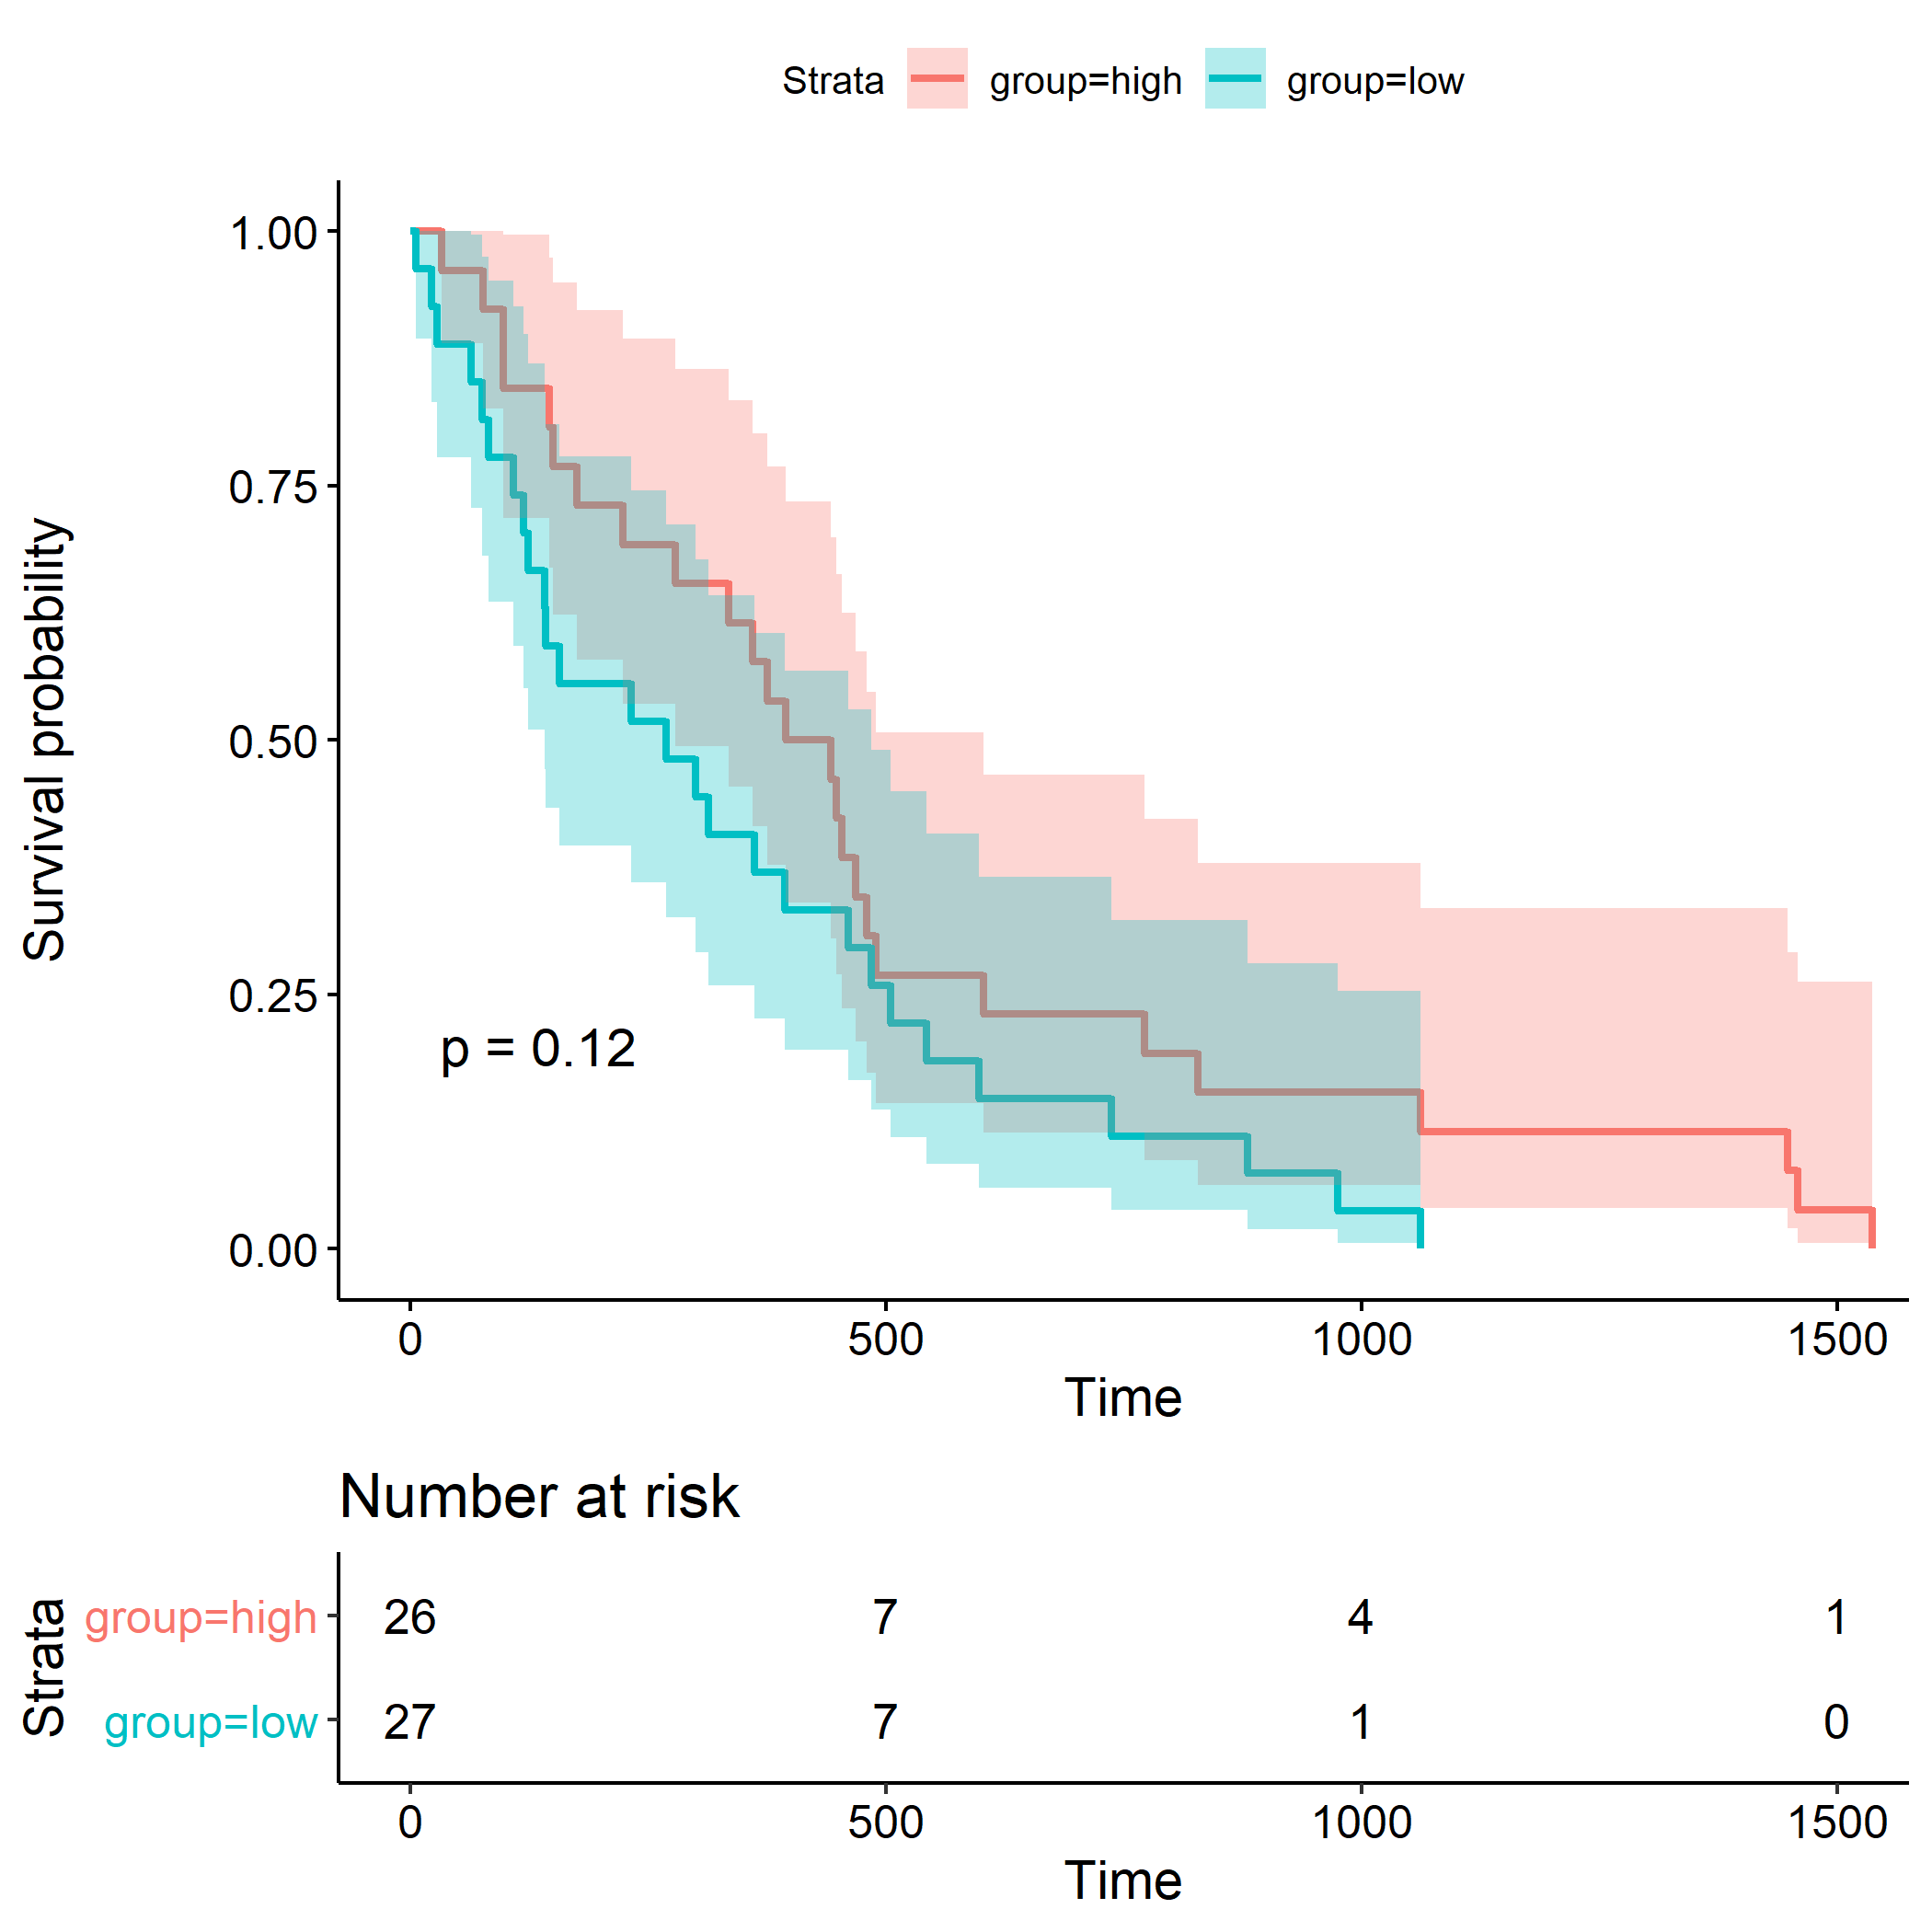 Strata group=high group=low
Survival probability
1.00
0.75
0.50
0.25
0.00
p = 0.12
0 500 1000 1500
Time
Number at risk
Strata
group=high 26 7 4 1
group=low 27 7 1 0
0 500 1000 1500
Time